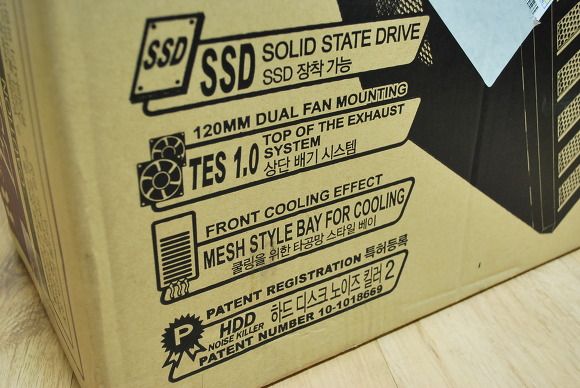 SSD
SSD SOLID STATE DRIVE
SSD 장착 가능
120MM DUAL FAN MOUNTING
TES 1.0 TOP OF THE EXHAUST
SYSTEM
상단 배기 시스템
FRONT COOLING EFFECT
MESH STYLE BAY FOR COOLING
쿨링을 위한 타공망 스타일 베이
PATENT REGISTRATION 특허등록
P
HDD 하드 디스크 노이즈 킬러 2
NOISE KILLER
PATENT NUMBER 10-1018669